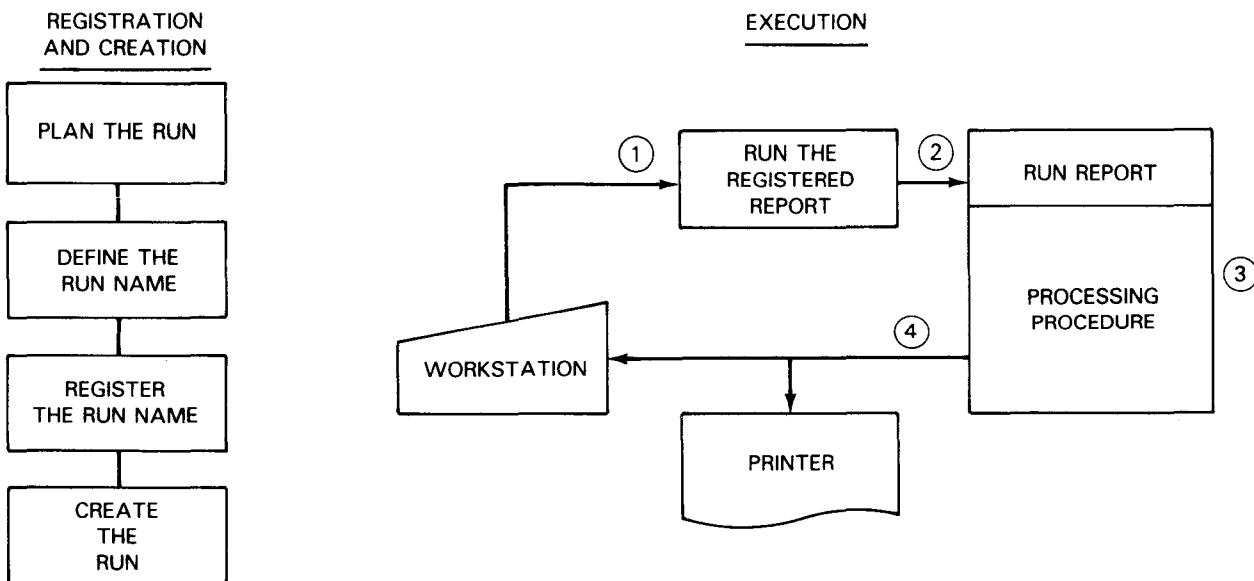 REGISTRATION
AND CREATION
PLAN THE RUN
DEFINE THE
RUN NAME
REGISTER
THE RUN NAME
CREATE
THE
RUN
EXECUTION
1
RUN THE
REGISTERED
REPORT
2
RUN REPORT
PROCESSING
PROCEDURE
3
4
WORKSTATION
PRINTER